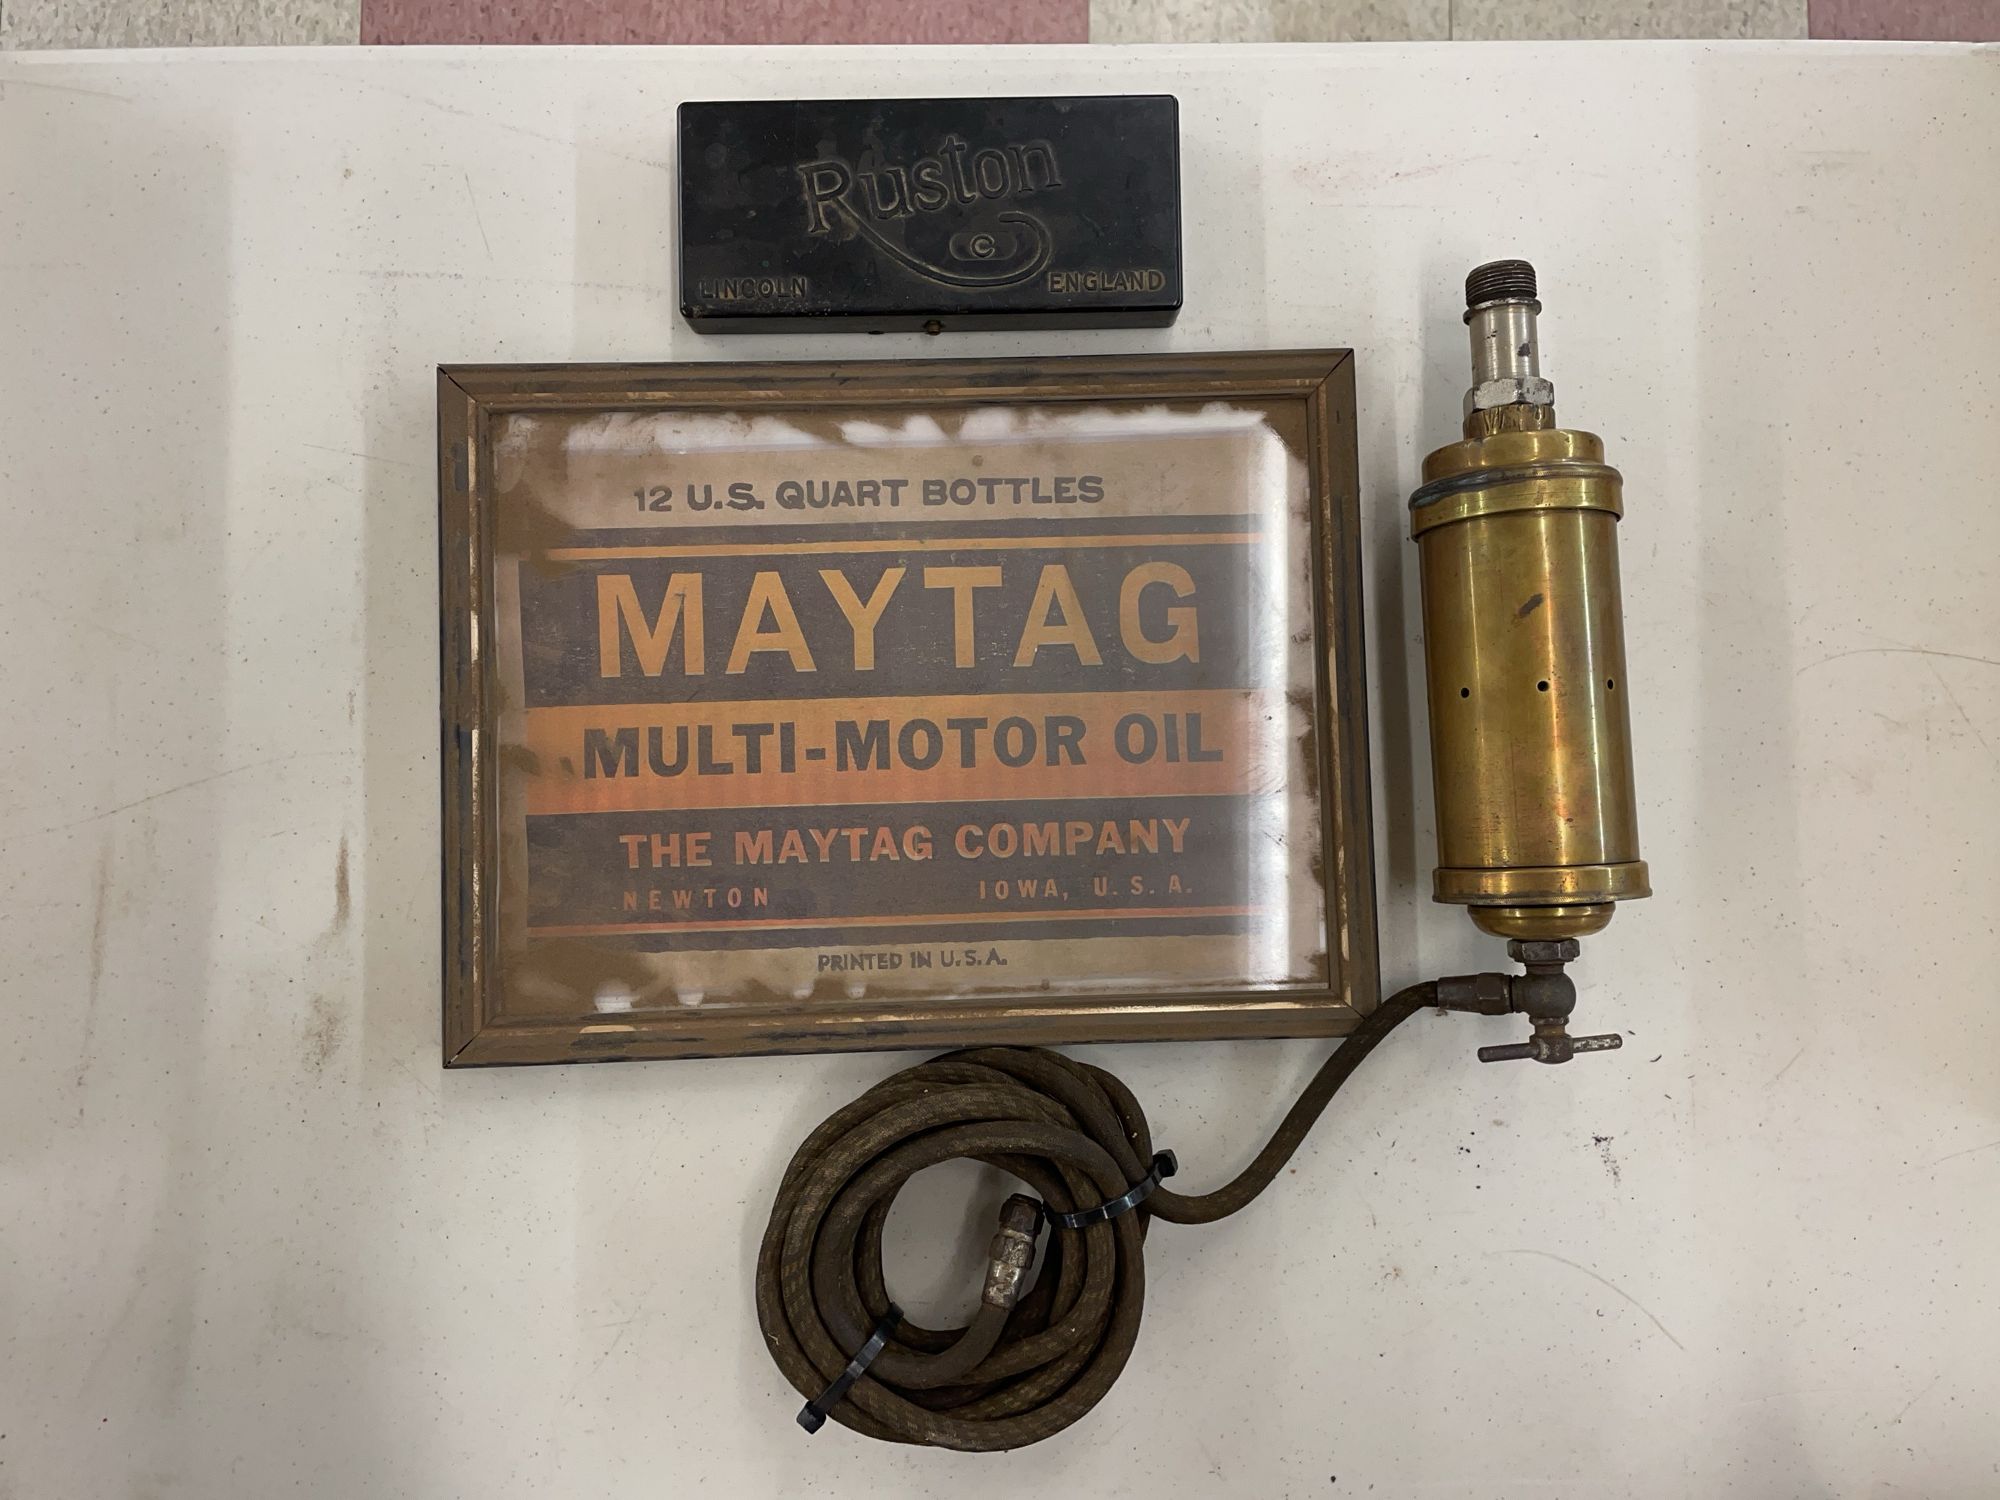 Ruston
C
LINCOLN ENGLAND
12 U.S. QUART BOTTLES
MAYTAG
MULTI-MOTOR OIL
THE MAYTAG COMPANY
NEWTON IOWA, U.S.A.
PRINTED IN U.S.A.